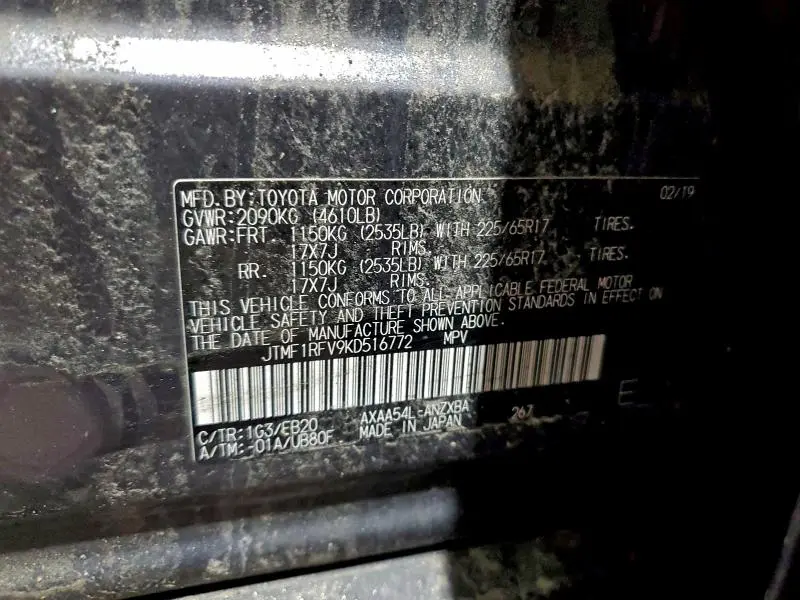 MFD. BY: TOYOTA MOTOR CORPORATION 02/19
GVWR: 2090KG (4610LB)
GAWR: FRT. 1150KG (2535LB) WITH 225/65R17 TIRES.
17X7J RIMS.
RR. 1150KG (2535LB) WITH 225/65R17 TIRES.
17X7J RIMS.
THIS VEHICLE CONFORMS TO ALL APPLICABLE FEDERAL MOTOR
VEHICLE SAFETY AND THEFT PREVENTION STANDARDS IN EFFECT ON
THE DATE OF MANUFACTURE SHOWN ABOVE.
JTMF1RFV9KD516772 MPV
C/TR: 1G3/EB20 AXAA54L-ANZXBA 267 E
A/TM: -01A/UB80F MADE IN JAPAN